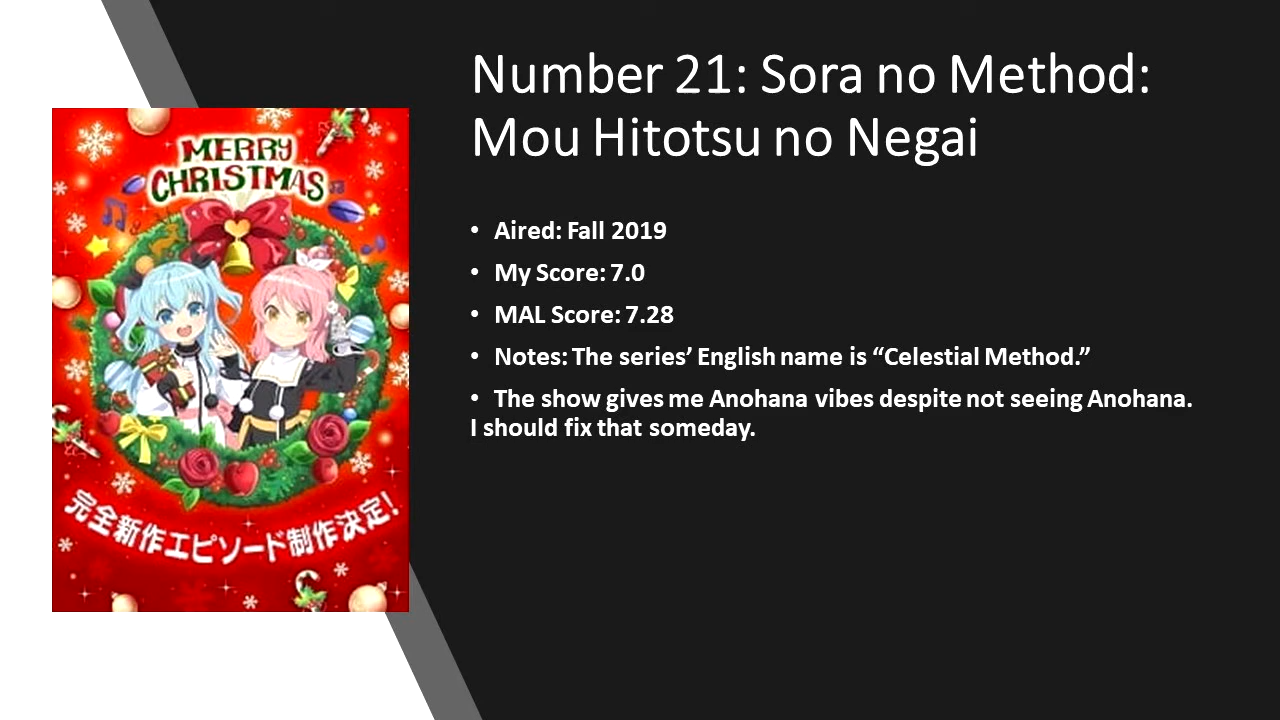 Number 21: Sora no Method:
Mou Hitotsu no Negai
MERRY
CHRISTMAS
• Aired: Fall 2019
• My Score: 7.0
• MAL Score: 7.28
• Notes: The series’ English name is “Celestial Method.”
• The show gives me Anohana vibes despite not seeing Anohana.
I should fix that someday.
完全新作エピソード制作決定!